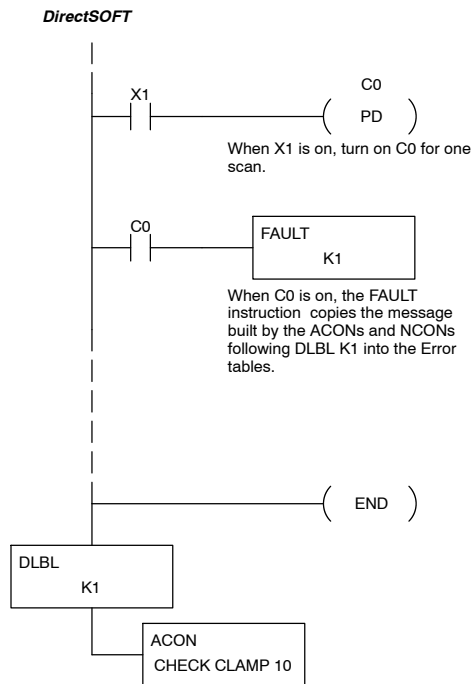 DirectSOFT
X1
C0
PD
When X1 is on, turn on C0 for one
scan.
C0
FAULT
K1
When C0 is on, the FAULT
instruction copies the message
built by the ACONs and NCONs
following DLBL K1 into the Error
tables.
END
DLBL
K1
ACON
CHECK CLAMP 10